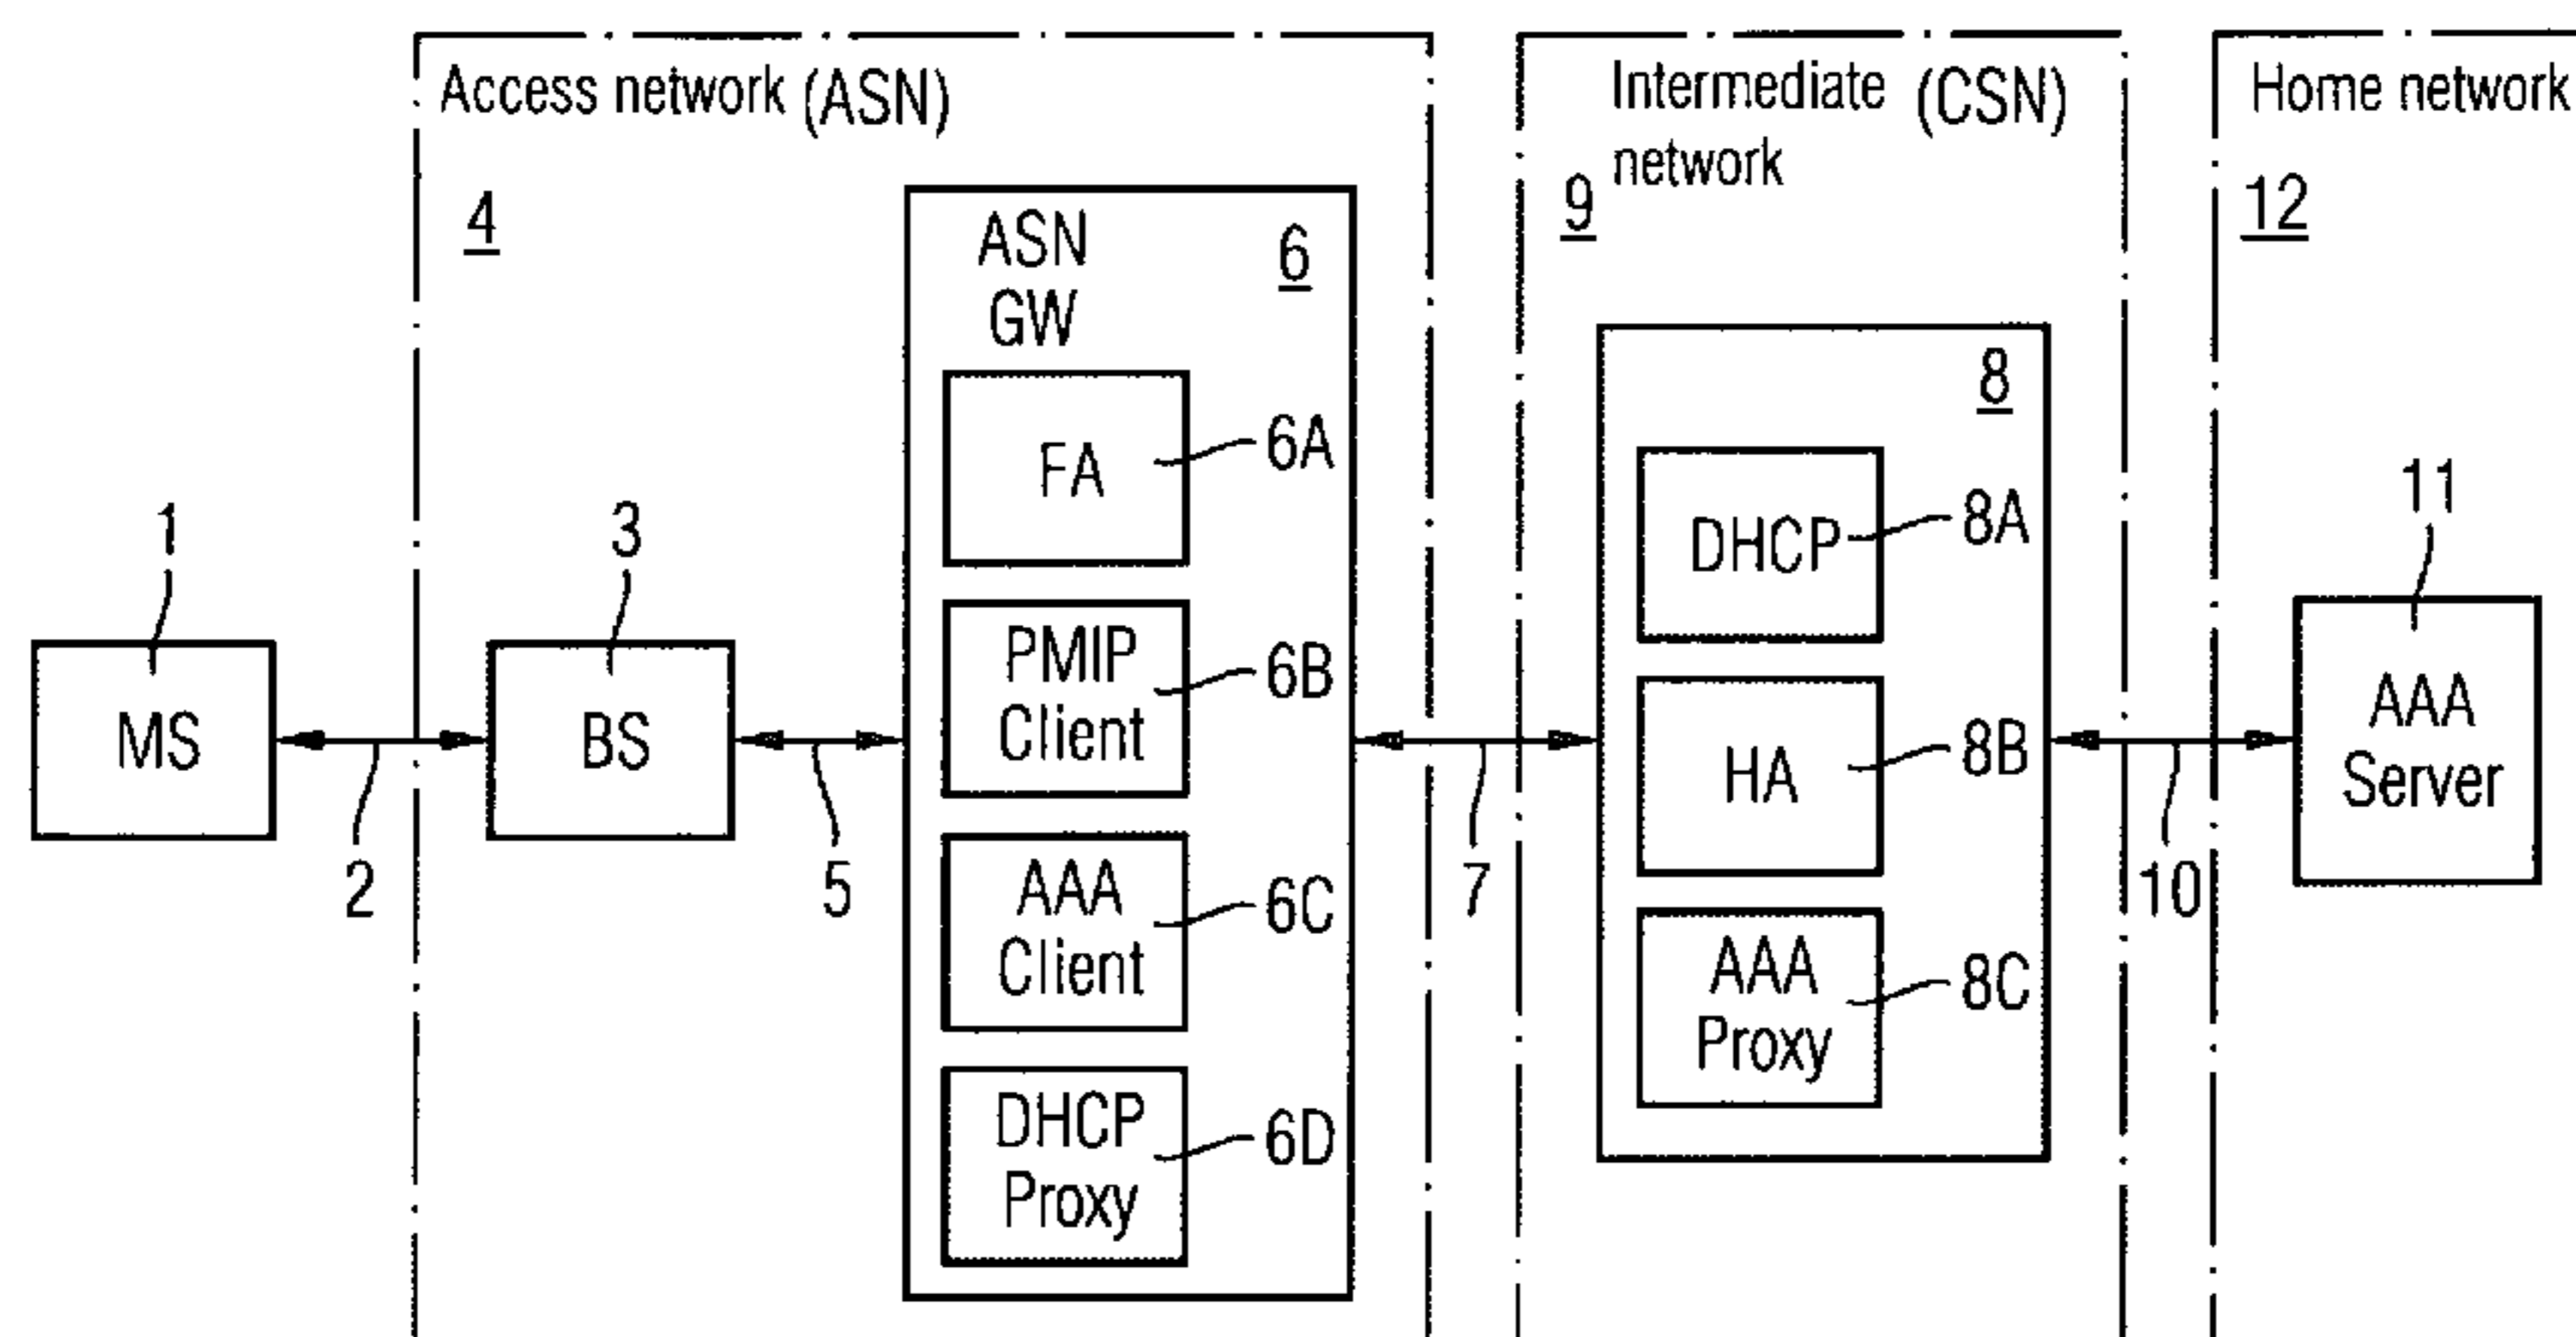 Access network (ASN)
4
Intermediate (CSN)
network
9
Home network
12
ASN
GW
6
FA
6A
PMIP
Client
6B
AAA
Client
6C
DHCP
Proxy
6D
1
MS
2
3
BS
5
7
8
DHCP
8A
HA
8B
AAA
Proxy
8C
10
11
AAA
Server